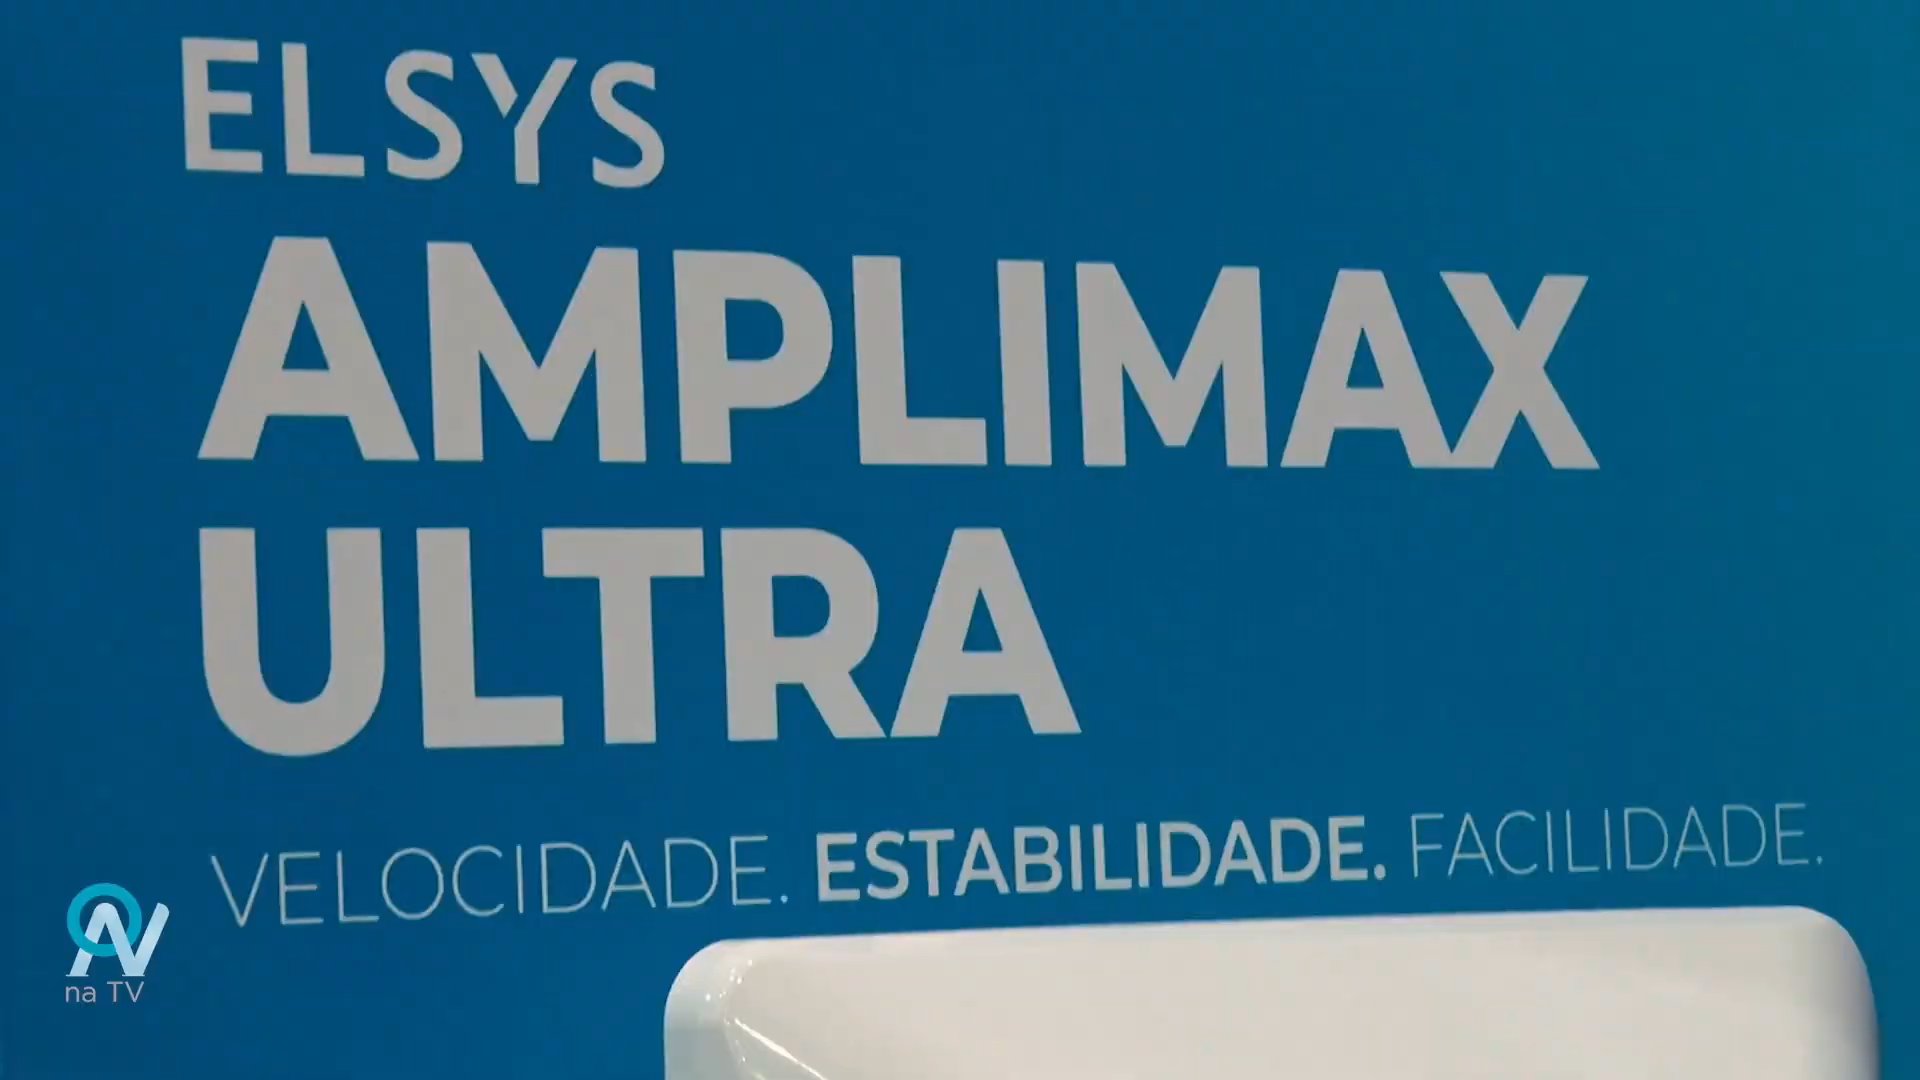 ELSYS
AMPLIMAX
ULTRA
VELOCIDADE. ESTABILIDADE. FACILIDADE.
na TV